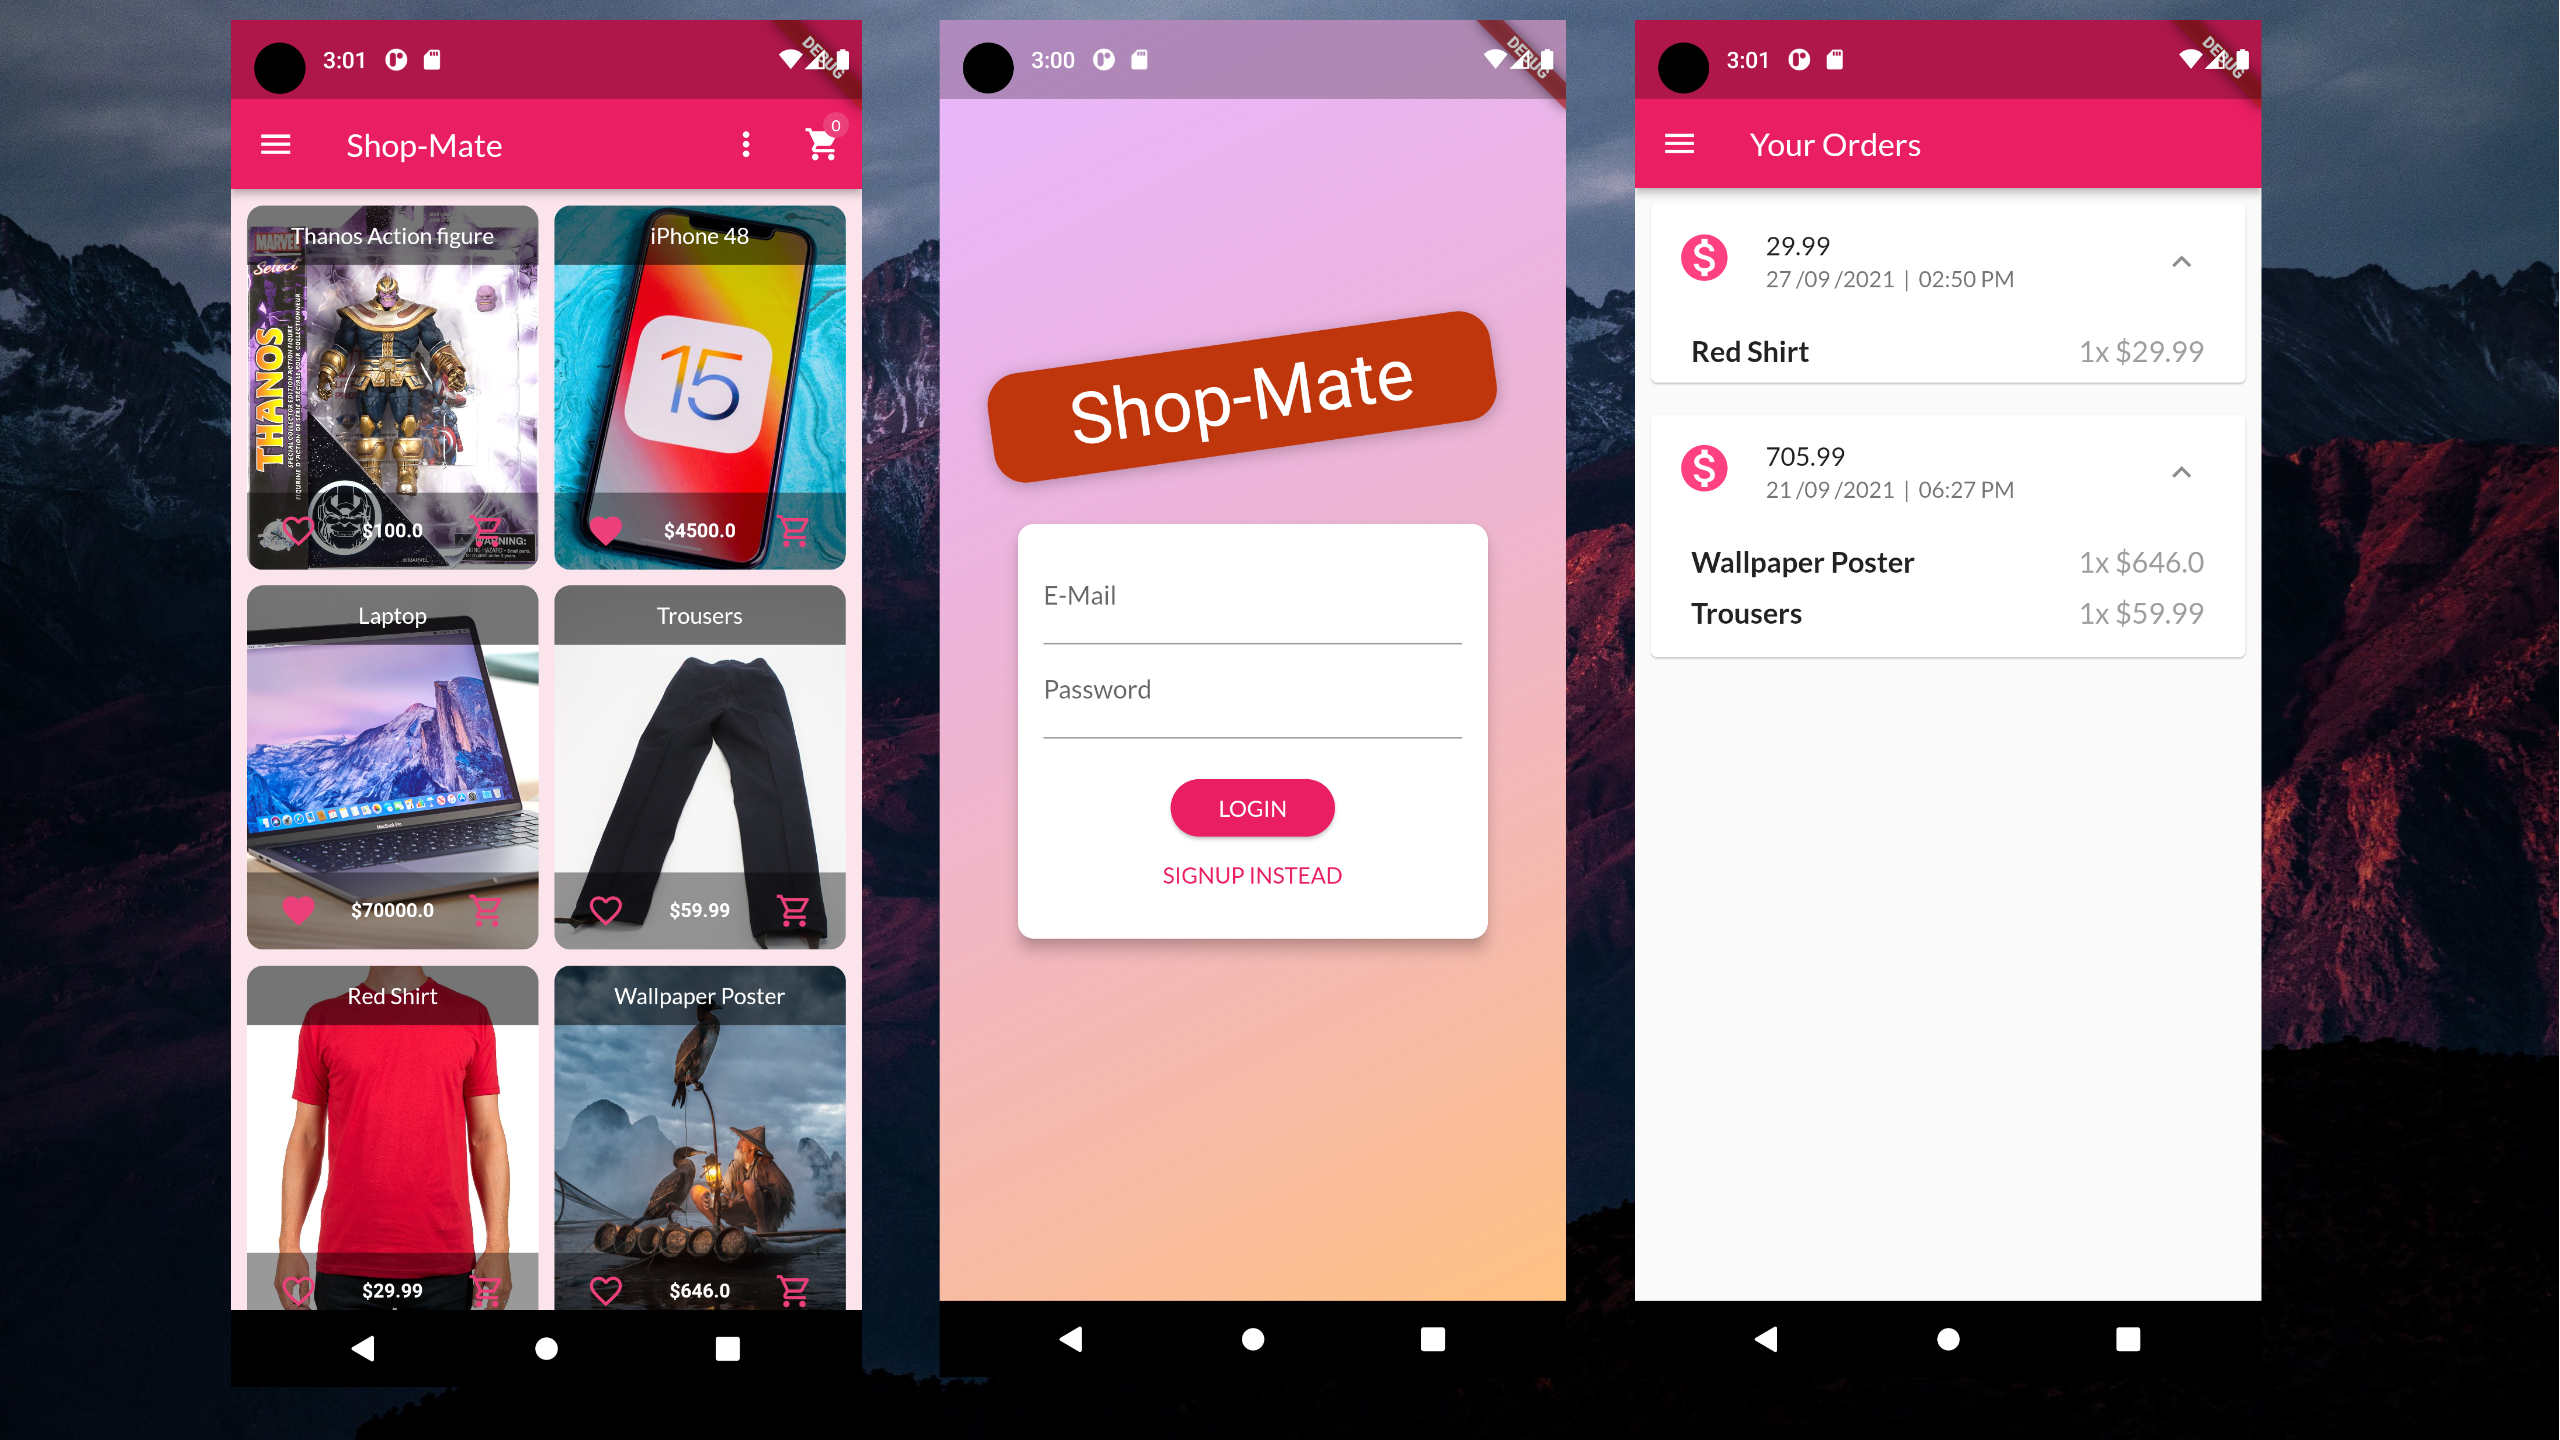 3:01
DEBUG
Shop-Mate
0
Thanos Action figure
MARVEL
Select
THANOS
$100.0
WARNING:
©MARVEL
iPhone 48
15
$4500.0
Laptop
MacBook Pro
$70000.0
Trousers
$59.99
Red Shirt
$29.99
Wallpaper Poster
$646.0
3:00
DEBUG
Shop-Mate
E-Mail
Password
LOGIN
SIGNUP INSTEAD
3:01
DEBUG
Your Orders
29.99
27 /09 /2021 | 02:50 PM
Red Shirt 1x $29.99
705.99
21 /09 /2021 | 06:27 PM
Wallpaper Poster 1x $646.0
Trousers 1x $59.99